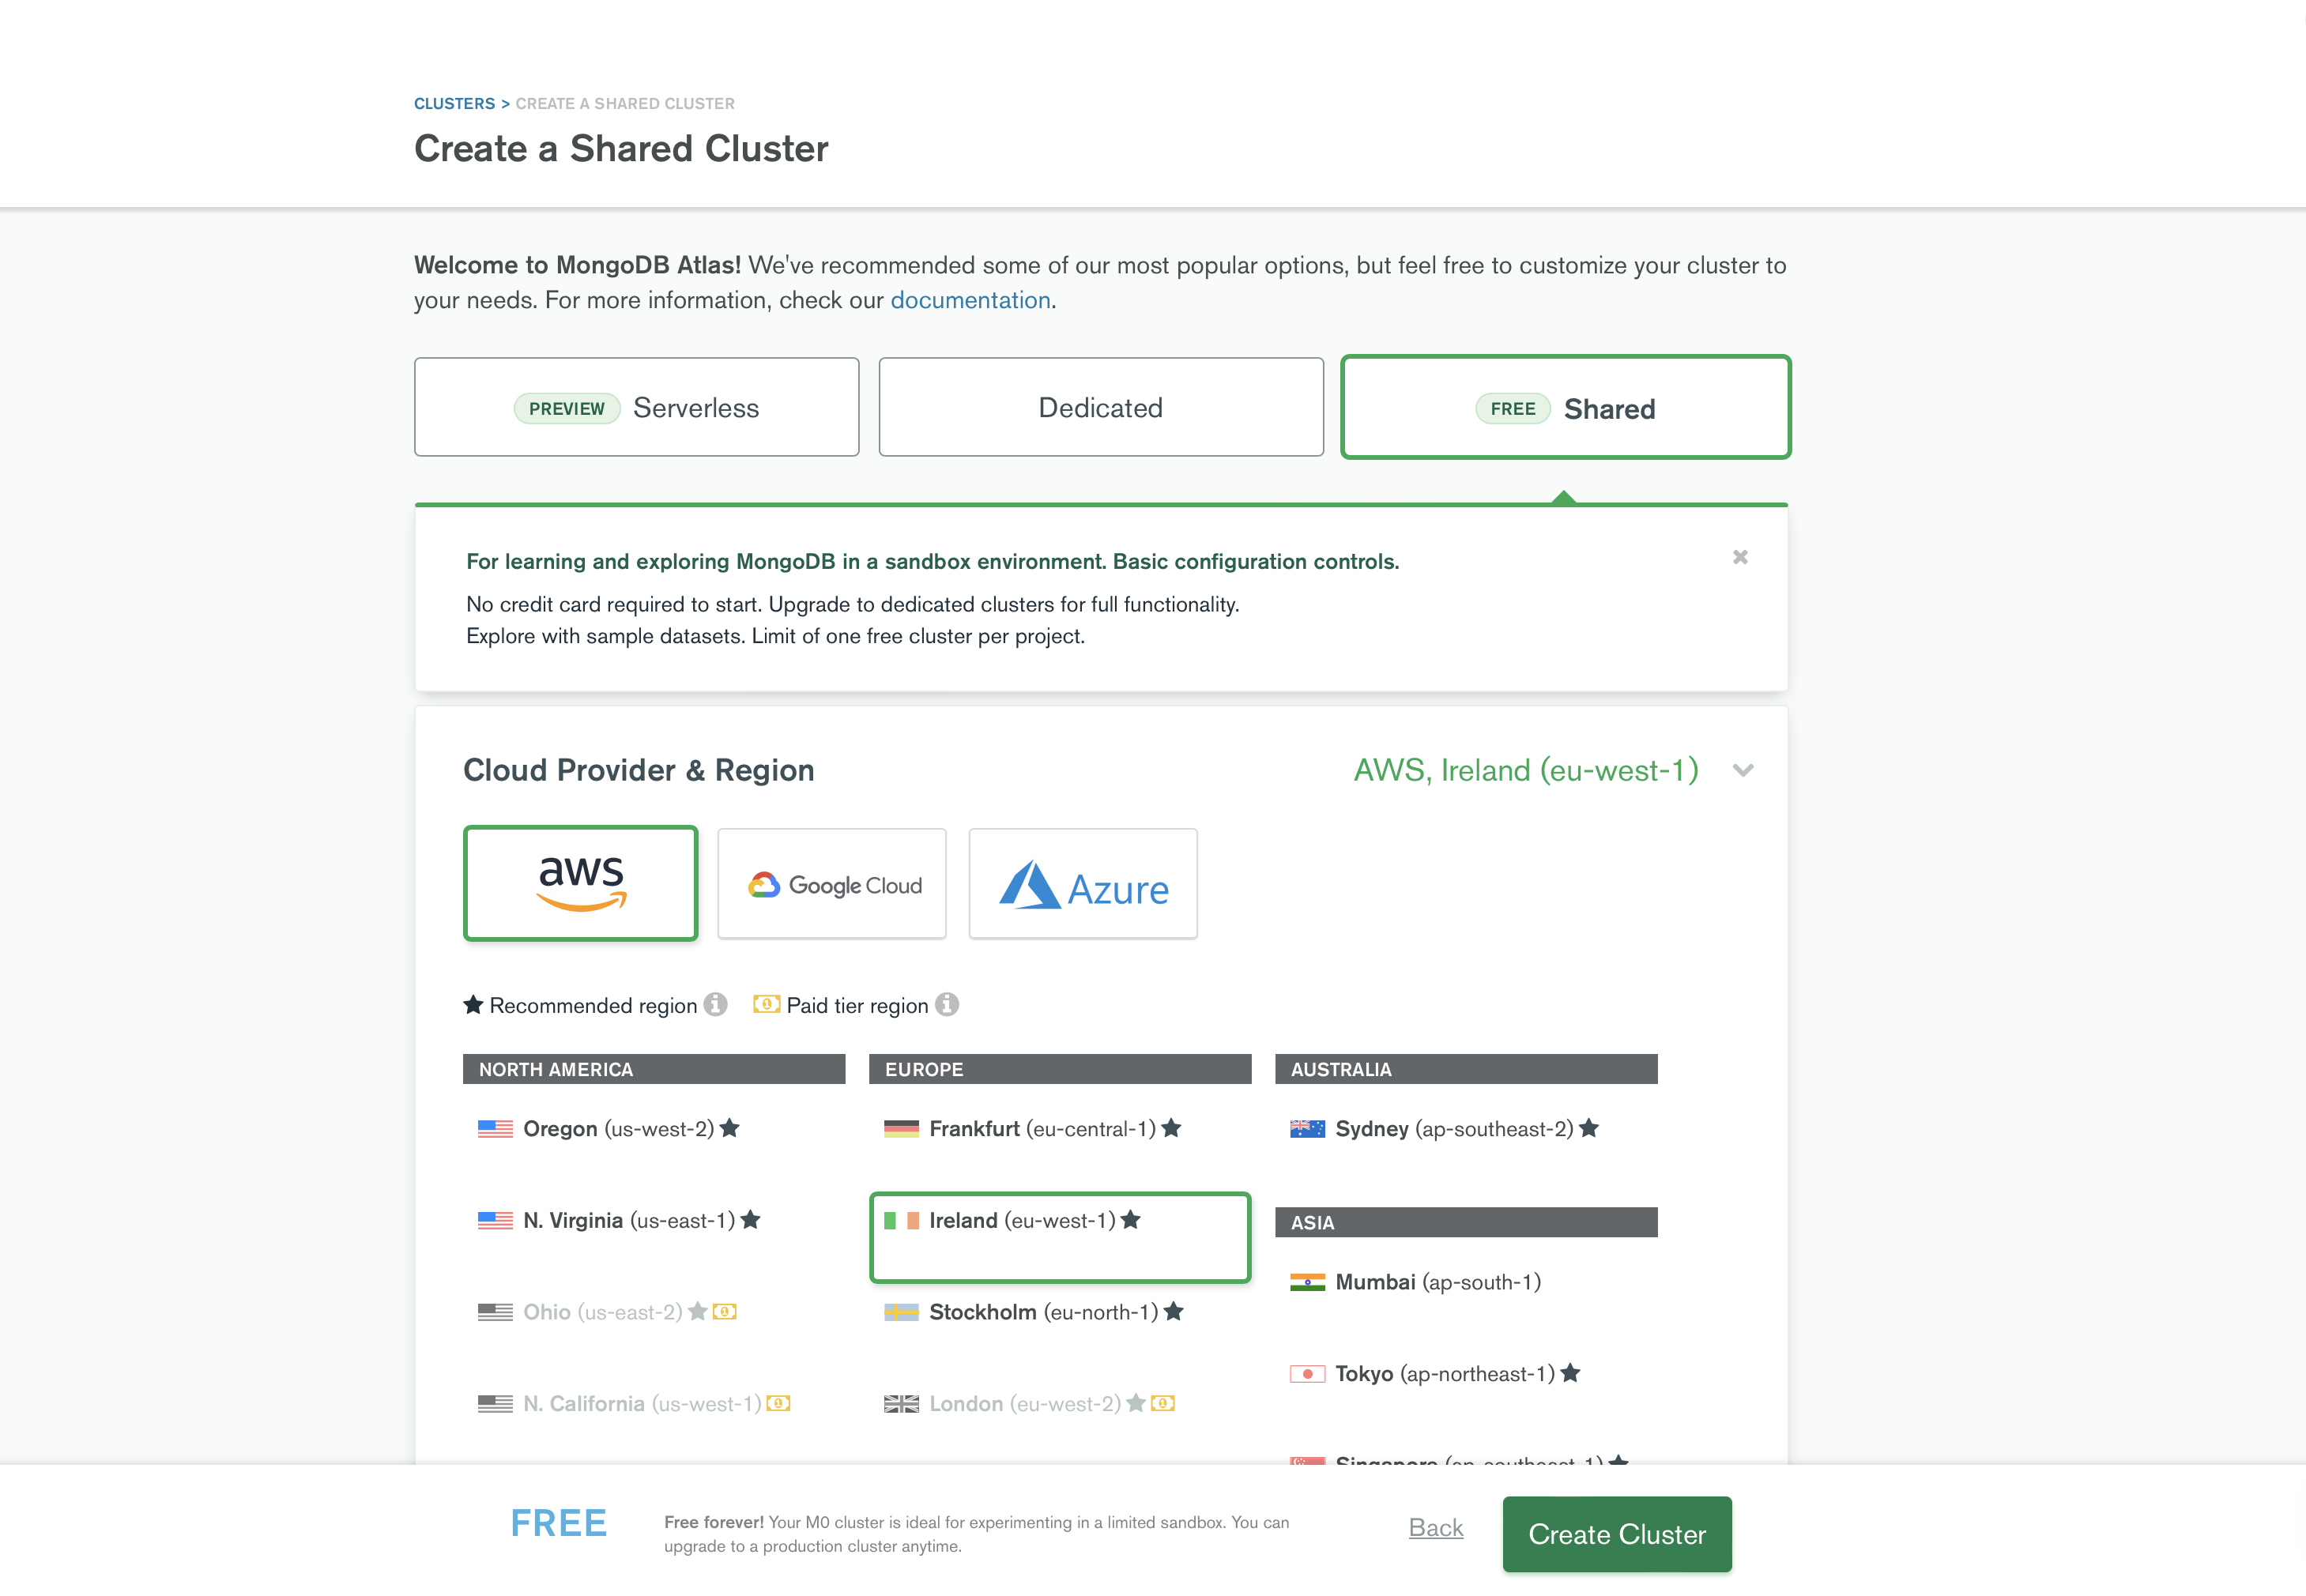 CLUSTERS > CREATE A SHARED CLUSTER
Create a Shared Cluster
Welcome to MongoDB Atlas! We've recommended some of our most popular options, but feel free to customize your cluster to
your needs. For more information, check our documentation.
PREVIEW Serverless
Dedicated
FREE Shared
For learning and exploring MongoDB in a sandbox environment. Basic configuration controls.
No credit card required to start. Upgrade to dedicated clusters for full functionality.
Explore with sample datasets. Limit of one free cluster per project.
Cloud Provider & Region
AWS, Ireland (eu-west-1)
aws
Google Cloud
Azure
Recommended region
Paid tier region
NORTH AMERICA
Oregon (us-west-2)
N. Virginia (us-east-1)
Ohio (us-east-2)
N. California (us-west-1)
EUROPE
Frankfurt (eu-central-1)
Ireland (eu-west-1)
Stockholm (eu-north-1)
London (eu-west-2)
AUSTRALIA
Sydney (ap-southeast-2)
ASIA
Mumbai (ap-south-1)
Tokyo (ap-northeast-1)
Singapore (ap-southeast-1)
FREE
Free forever! Your M0 cluster is ideal for experimenting in a limited sandbox. You can
upgrade to a production cluster anytime.
Back
Create Cluster